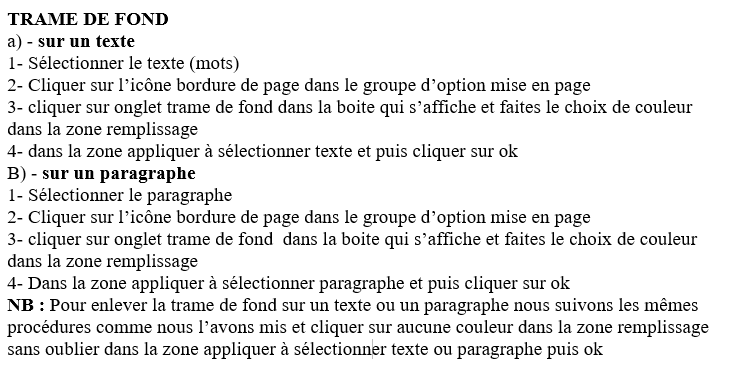 TRAME DE FOND
a) - sur un texte
1- Sélectionner le texte (mots)
2- Cliquer sur l’icône bordure de page dans le groupe d’option mise en page
3- cliquer sur onglet trame de fond dans la boite qui s’affiche et faites le choix de couleur
dans la zone remplissage
4- dans la zone appliquer à sélectionner texte et puis cliquer sur ok
B) - sur un paragraphe
1- Sélectionner le paragraphe
2- Cliquer sur l’icône bordure de page dans le groupe d’option mise en page
3- cliquer sur onglet trame de fond  dans la boite qui s’affiche et faites le choix de couleur
dans la zone remplissage
4- Dans la zone appliquer à sélectionner paragraphe et puis cliquer sur ok
NB : Pour enlever la trame de fond sur un texte ou un paragraphe nous suivons les mêmes
procédures comme nous l’avons mis et cliquer sur aucune couleur dans la zone remplissage
sans oublier dans la zone appliquer à sélectionner texte ou paragraphe puis ok